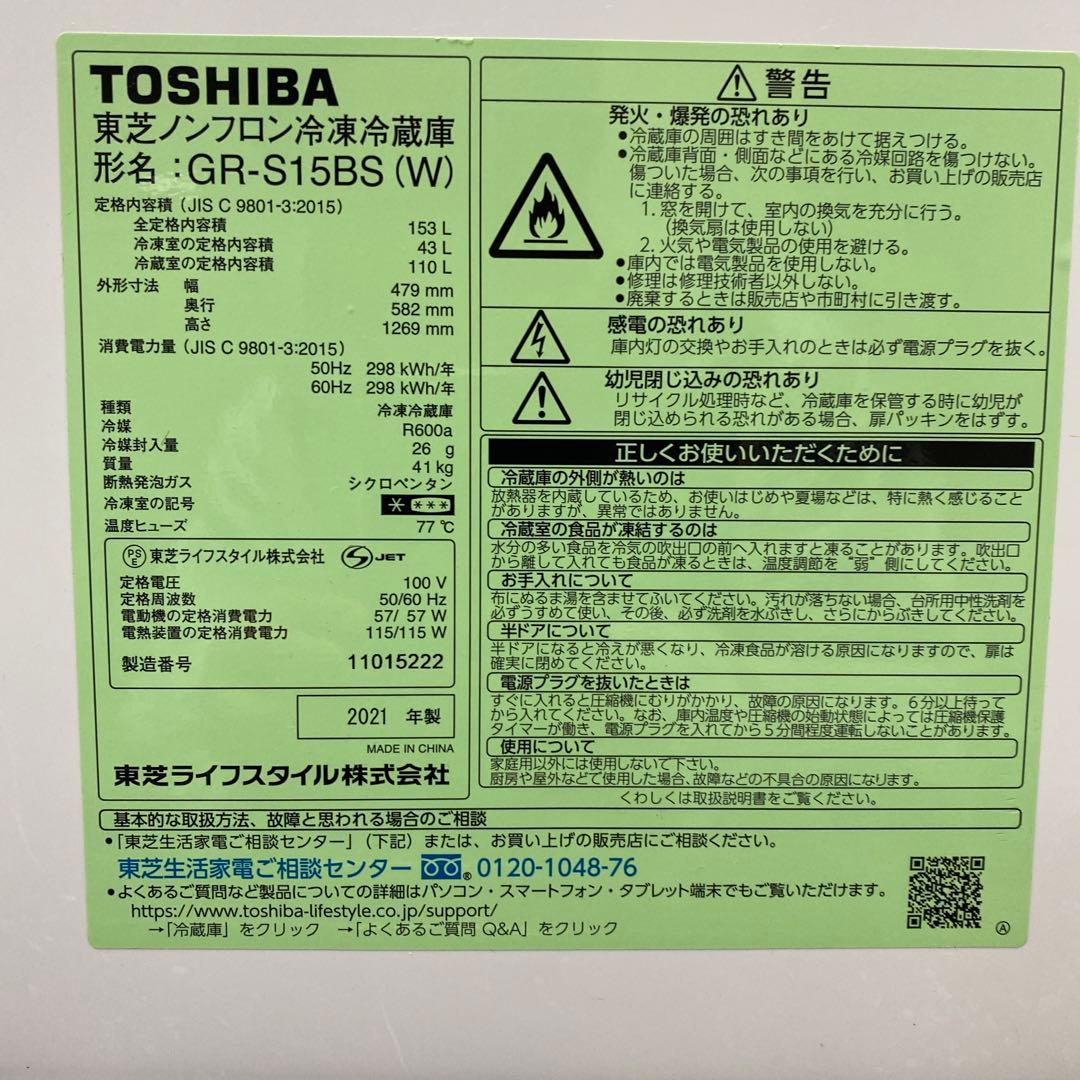 TOSHIBA
東芝ノンフロン冷凍冷蔵庫
形名：GR-S15BS（W）
定格内容積（JIS C 9801-3:2015）
全定格内容積 153 L
冷凍室の定格内容積 43 L
冷蔵室の定格内容積 110 L
外形寸法 幅 479 mm
奥行 582 mm
高さ 1269 mm
消費電力量（JIS C 9801-3:2015）
50Hz 298 kWh/年
60Hz 298 kWh/年
種類 冷凍冷蔵庫
冷媒 R600a
冷媒封入量 26 g
質量 41 kg
断熱発泡ガス シクロペンタン
冷凍室の記号 * ***
温度ヒューズ 77 ℃
PSE 東芝ライフスタイル株式会社 S JET
定格電圧 100 V
定格周波数 50/60 Hz
電動機の定格消費電力 57/ 57 W
電熱装置の定格消費電力 115/115 W
製造番号 11015222
2021 年製
MADE IN CHINA
東芝ライフスタイル株式会社
警告
発火・爆発の恐れあり
●冷蔵庫の周囲はすき間をあけて据えつける。
●冷蔵庫背面・側面などにある冷媒回路を傷つけない。
傷ついた場合、次の事項を行い、お買い上げの販売店
に連絡する。
1. 窓を開けて、室内の換気を充分に行う。
（換気扇は使用しない）
2. 火気や電気製品の使用を避ける。
●庫内では電気製品を使用しない。
●修理は修理技術者以外しない。
●廃棄するときは販売店や市町村に引き渡す。
感電の恐れあり
庫内灯の交換やお手入れのときは必ず電源プラグを抜く。
幼児閉じ込みの恐れあり
リサイクル処理時など、冷蔵庫を保管する時に幼児が
閉じ込められる恐れがある場合、扉パッキンをはずす。
正しくお使いいただくために
冷蔵庫の外側が熱いのは
放熱器を内蔵しているため、お使いはじめや夏場などは、特に熱く感じること
がありますが、異常ではありません。
冷蔵室の食品が凍結するのは
水分の多い食品を冷気の吹出口の前へ入れますと凍ることがあります。吹出口
から離して入れても食品が凍るときは、温度調節を“弱”側にしてください。
お手入れについて
布にぬるま湯を含ませてふいてください。汚れが落ちない場合、台所用中性洗剤を
必ずうすめて使い、その後、必ず洗剤を水ぶきし、さらにからぶきしてください。
半ドアについて
半ドアになると冷えが悪くなり、冷凍食品が溶ける原因になりますので、扉は
確実に閉めてください。
電源プラグを抜いたときは
すぐに入れると圧縮機にむりがかかり、故障の原因になります。６分以上待って
から入れてください。なお、庫内温度や圧縮機の始動状態によっては圧縮機保護
タイマーが働き、電源プラグを入れてから５分間程度運転しないことがあります。
使用について
家庭用以外には使用しないで下さい。
厨房や屋外などで使用した場合、故障などの不具合の原因になります。
くわしくは取扱説明書をご覧ください。
基本的な取扱方法、故障と思われる場合のご相談
●「東芝生活家電ご相談センター」（下記）または、お買い上げの販売店にご相談ください。
東芝生活家電ご相談センター ® 0120-1048-76
●よくあるご質問など製品についての詳細はパソコン・スマートフォン・タブレット端末でもご覧いただけます。
https://www.toshiba-lifestyle.co.jp/support/
→「冷蔵庫」をクリック →「よくあるご質問 Q&A」をクリック
Ⓐ